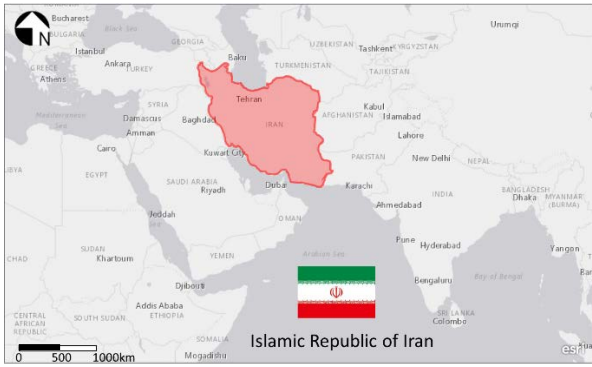 Bucharest
Black Sea
BULGARIA
Istanbul
GEORGIA
Baku
UZBEKISTAN
Tashkent
KYRGYZSTAN
Urumqi
N
GREECE
Athens
Ankara
TURKEY
TURKMENISTAN
TAJIKISTAN
SYRIA
Tehran
Mediterranean
Sea
Damascus
Baghdad
IRAN
AFGHANISTAN
Kabul
Islamabad
Amman
Lahore
Cairo
Kuwait City
PAKISTAN
New Delhi
NEPAL
EGYPT
SAUDI ARABIA
Riyadh
Dubai
Karachi
Ahmedabad
INDIA
BANGLADESH
Dhaka
MYANMAR
(BURMA)
Jeddah
OMAN
SUDAN
Khartoum
YEMEN
Arabian Sea
Pune
Hyderabad
Yangon
CHAD
Djibouti
Bengaluru
Bay of Bengal
Addis Ababa
ETHIOPIA
CENTRAL
AFRICAN
REPUBLIC
SOUTH SUDAN
SOMALIA
SRI LANKA
Colombo
Islamic Republic of Iran
0 500 1000km
Mogadishu
esri